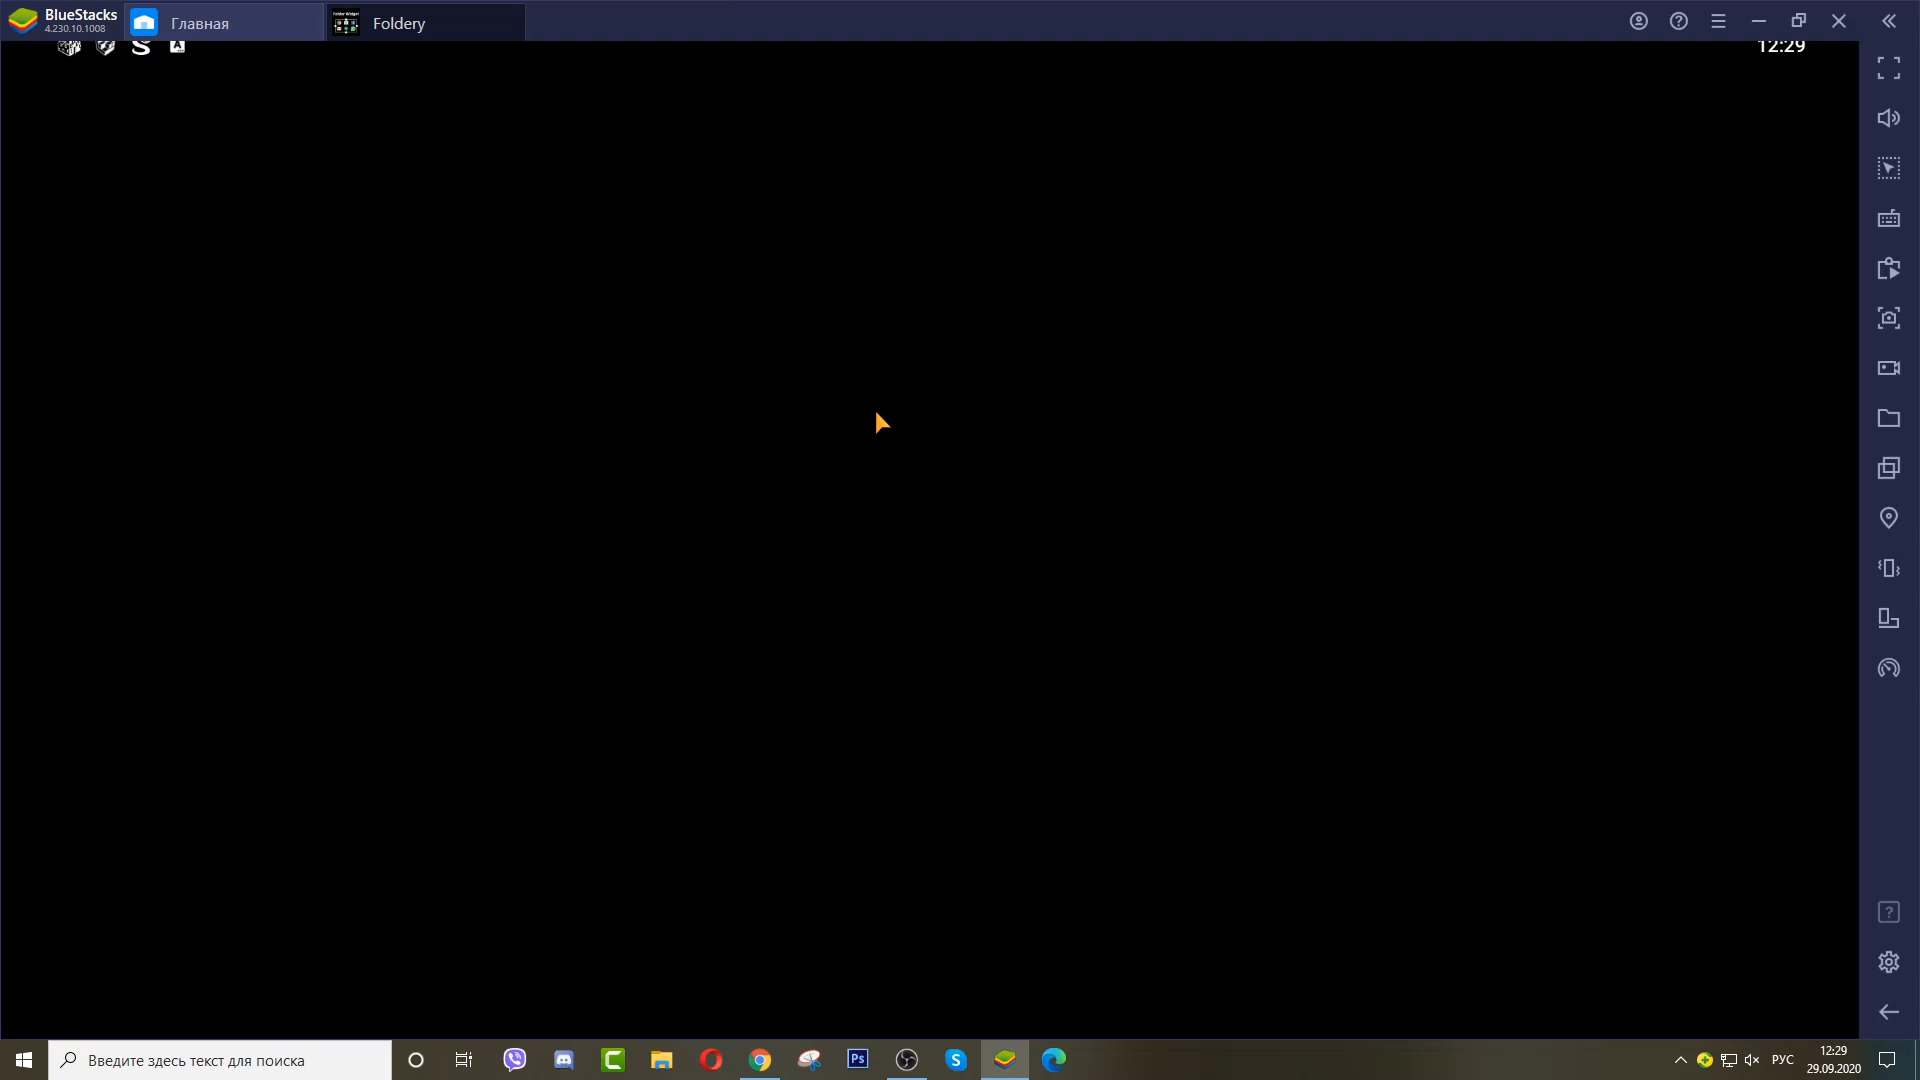 BlueStacks
4.230.10.1008
Главная
Foldery
12:29
Введите здесь текст для поиска
Ps
РУС
12:29
29.09.2020